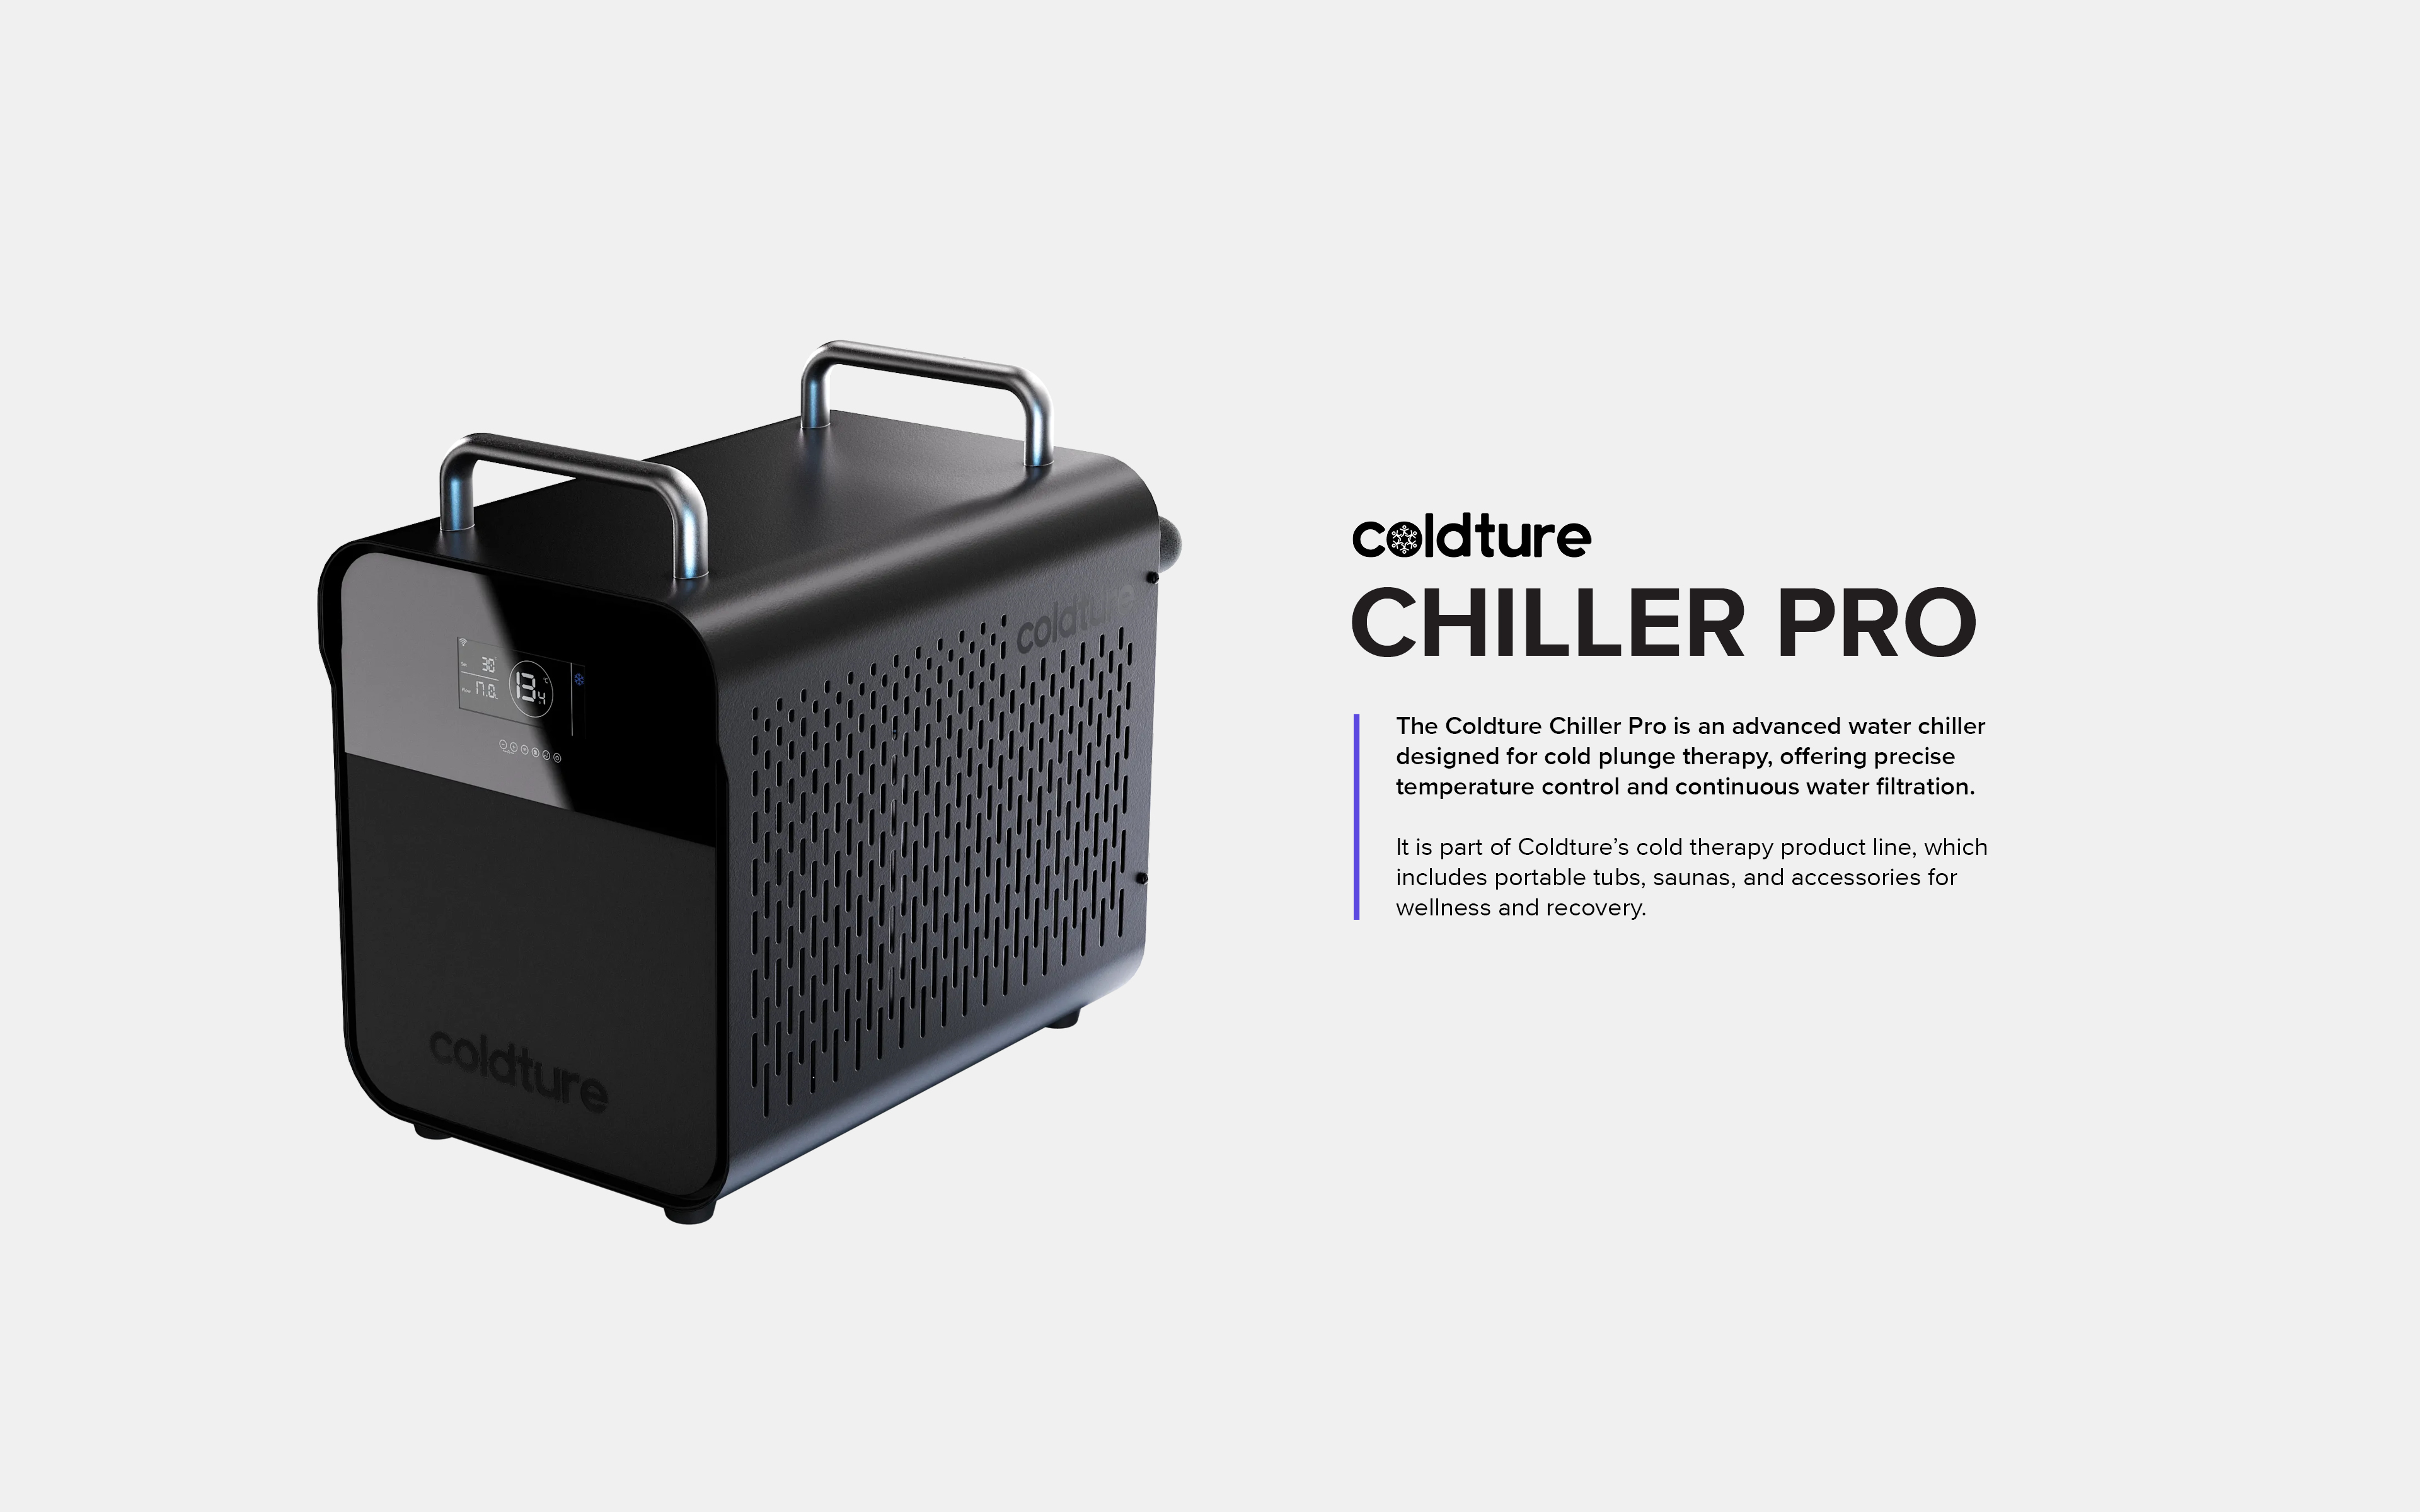 coldture
CHILLER PRO
The Coldture Chiller Pro is an advanced water chiller
designed for cold plunge therapy, offering precise
temperature control and continuous water filtration.
It is part of Coldture’s cold therapy product line, which
includes portable tubs, saunas, and accessories for
wellness and recovery.
coldture
Set 30
Flow 17.0
13.4
coldture